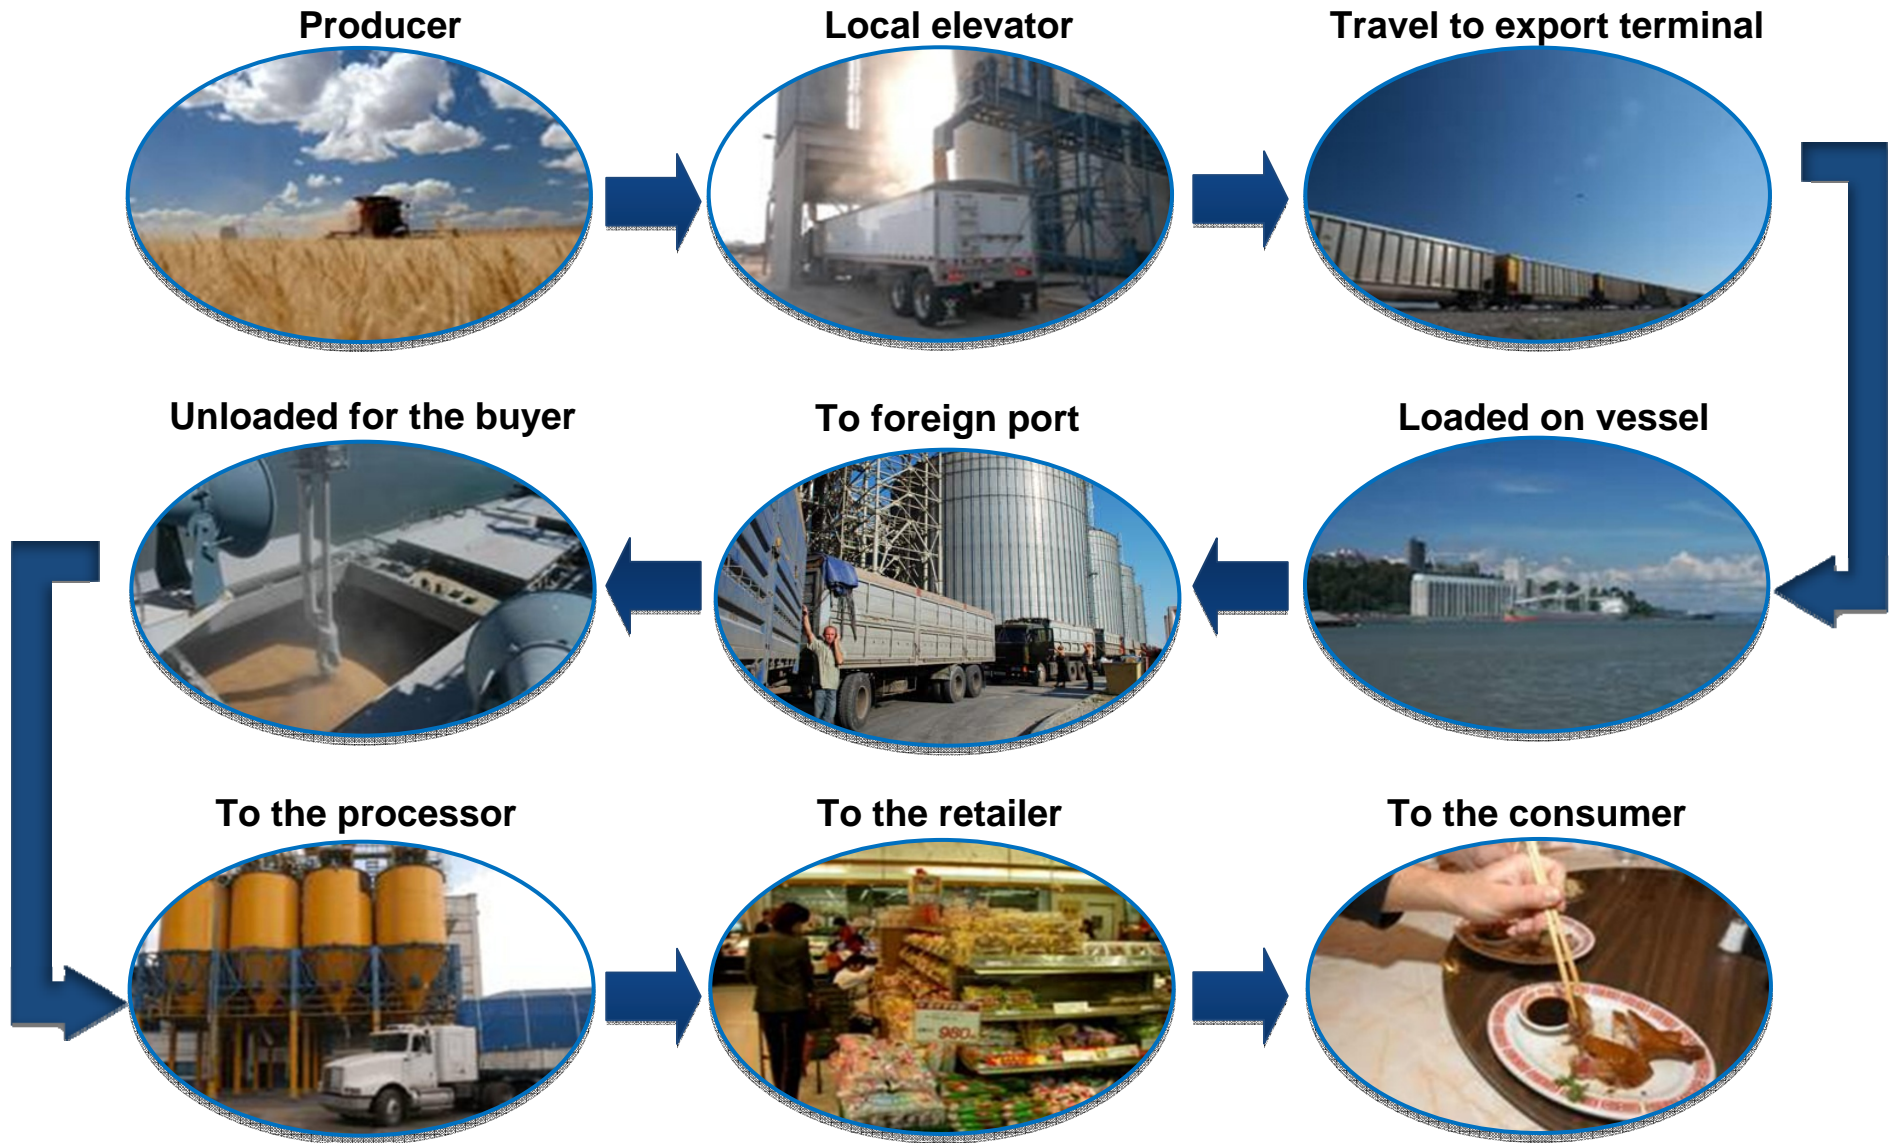 Producer
Local elevator
Travel to export terminal
Unloaded for the buyer
To foreign port
Loaded on vessel
To the processor
To the retailer
980
To the consumer